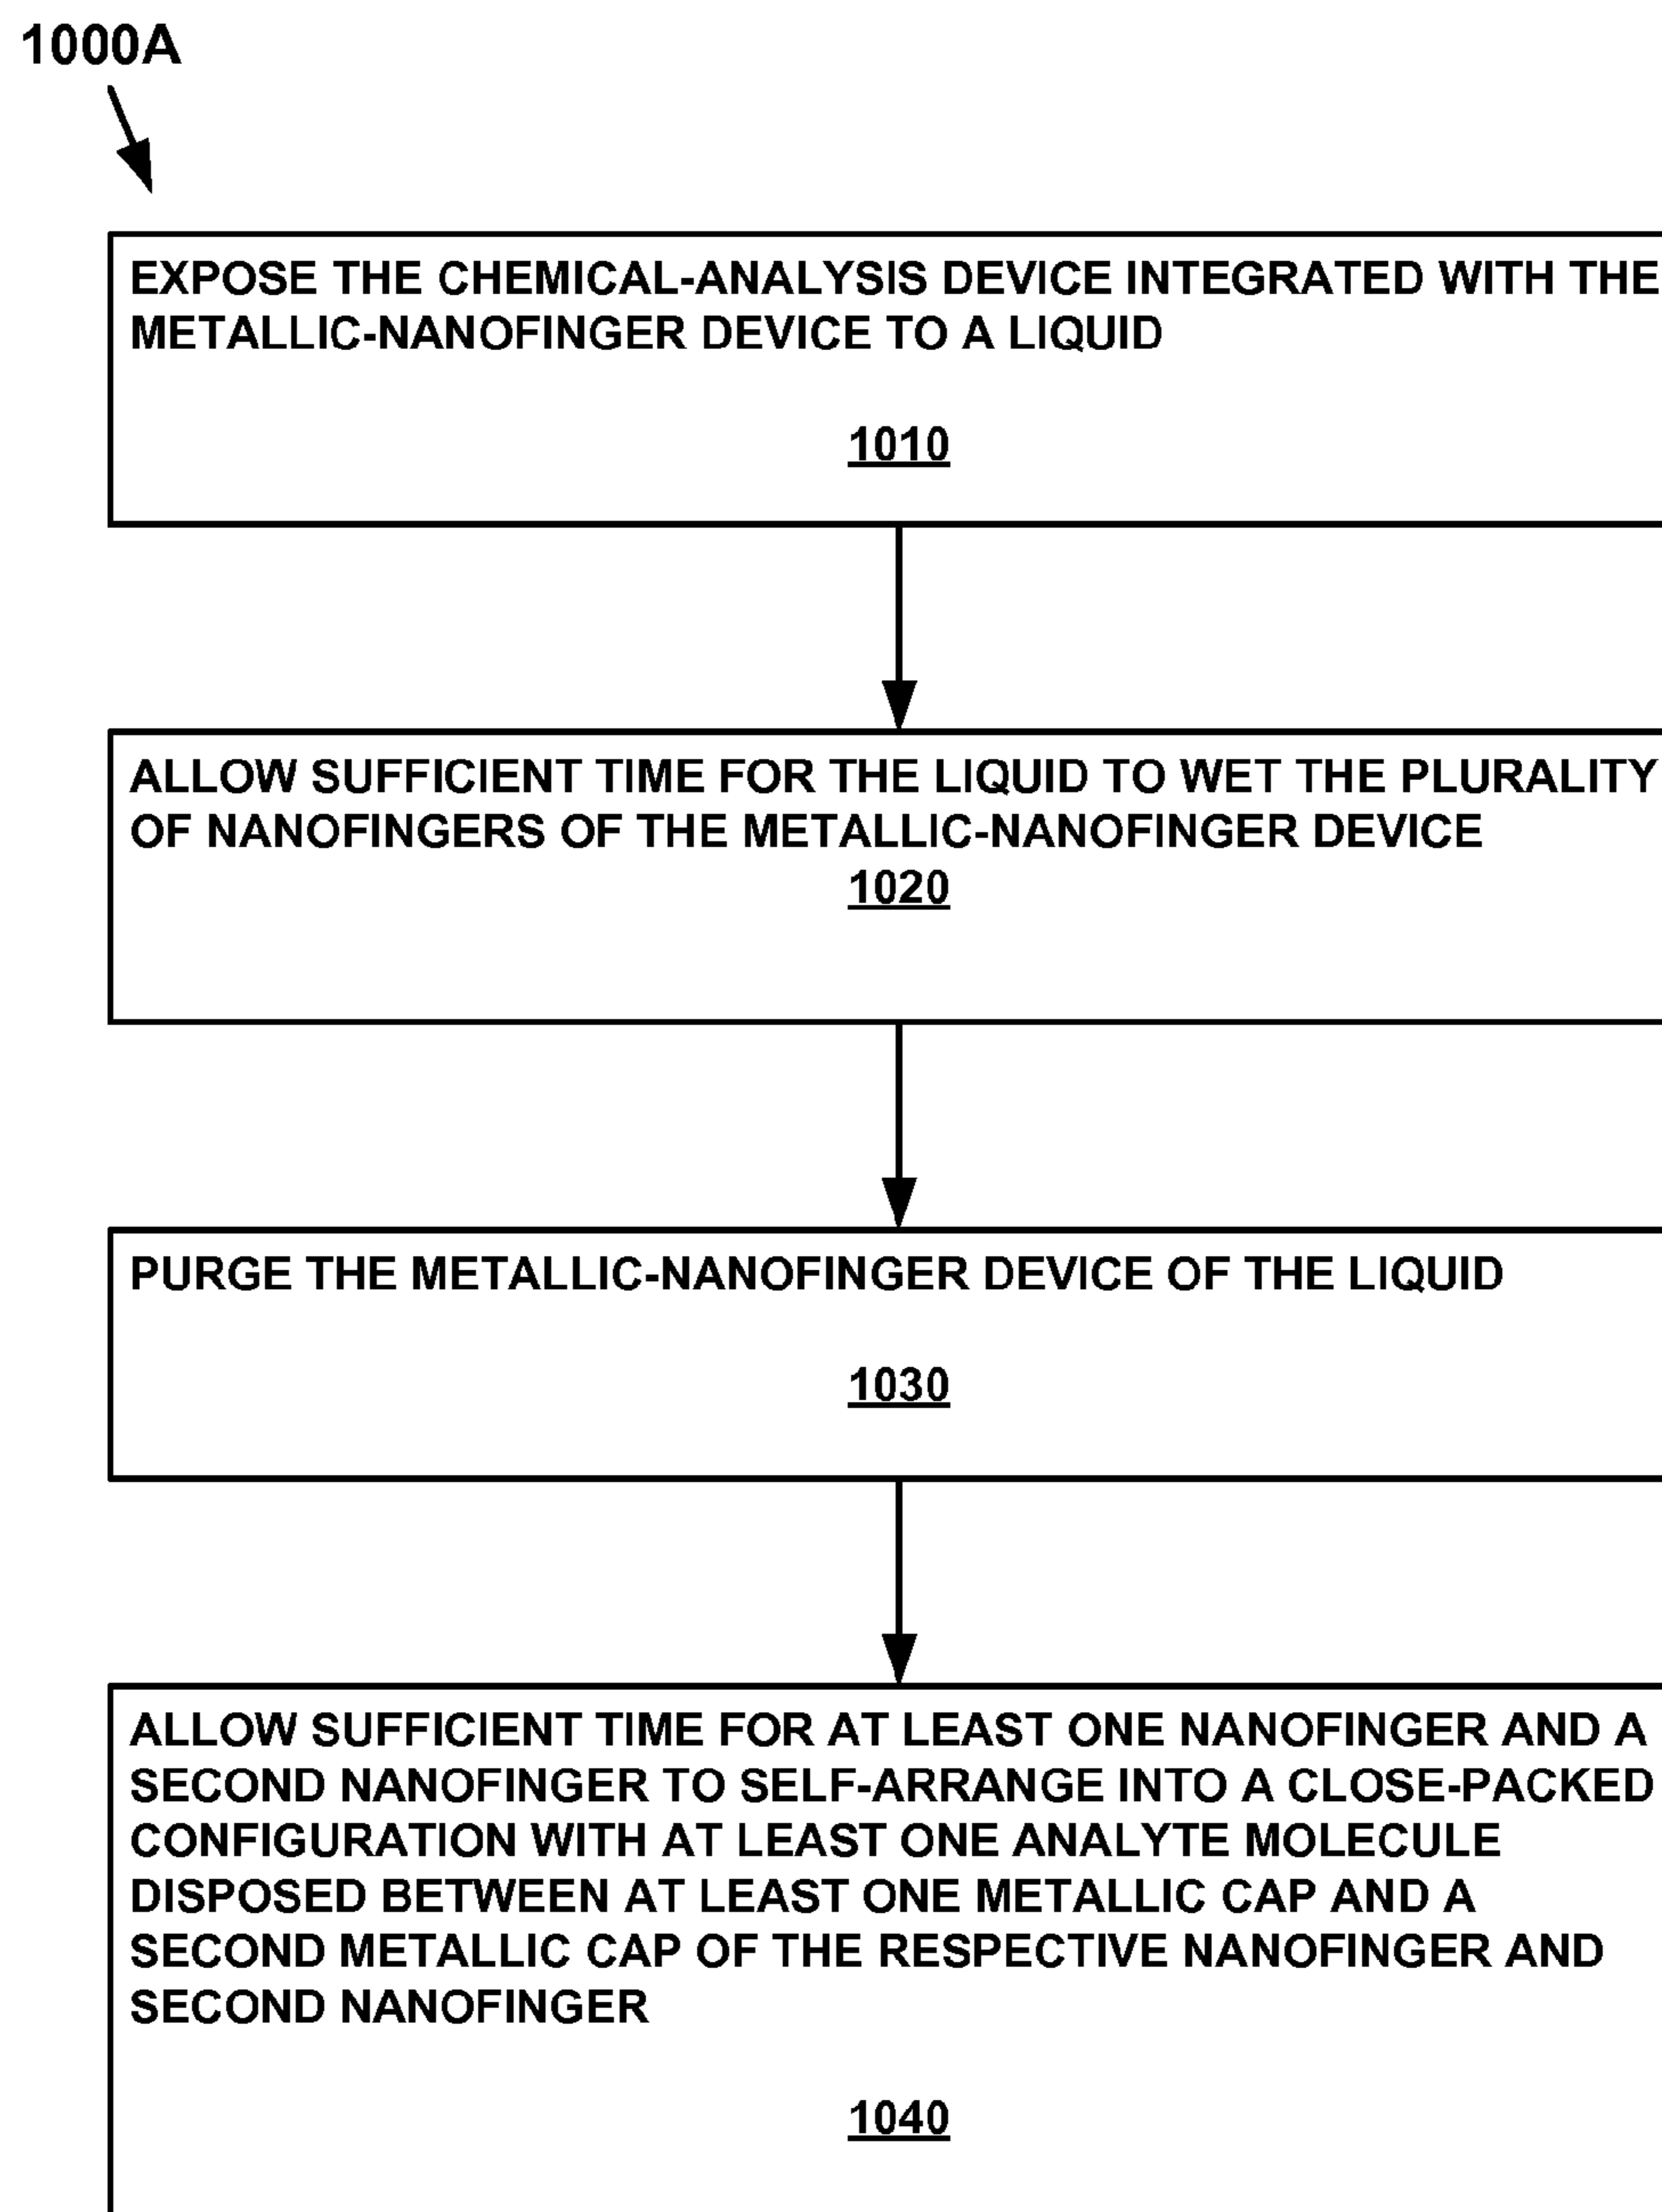 1000A
EXPOSE THE CHEMICAL-ANALYSIS DEVICE INTEGRATED WITH THE
METALLIC-NANOFINGER DEVICE TO A LIQUID
1010
ALLOW SUFFICIENT TIME FOR THE LIQUID TO WET THE PLURALITY
OF NANOFINGERS OF THE METALLIC-NANOFINGER DEVICE
1020
PURGE THE METALLIC-NANOFINGER DEVICE OF THE LIQUID
1030
ALLOW SUFFICIENT TIME FOR AT LEAST ONE NANOFINGER AND A
SECOND NANOFINGER TO SELF-ARRANGE INTO A CLOSE-PACKED
CONFIGURATION WITH AT LEAST ONE ANALYTE MOLECULE
DISPOSED BETWEEN AT LEAST ONE METALLIC CAP AND A
SECOND METALLIC CAP OF THE RESPECTIVE NANOFINGER AND
SECOND NANOFINGER
1040